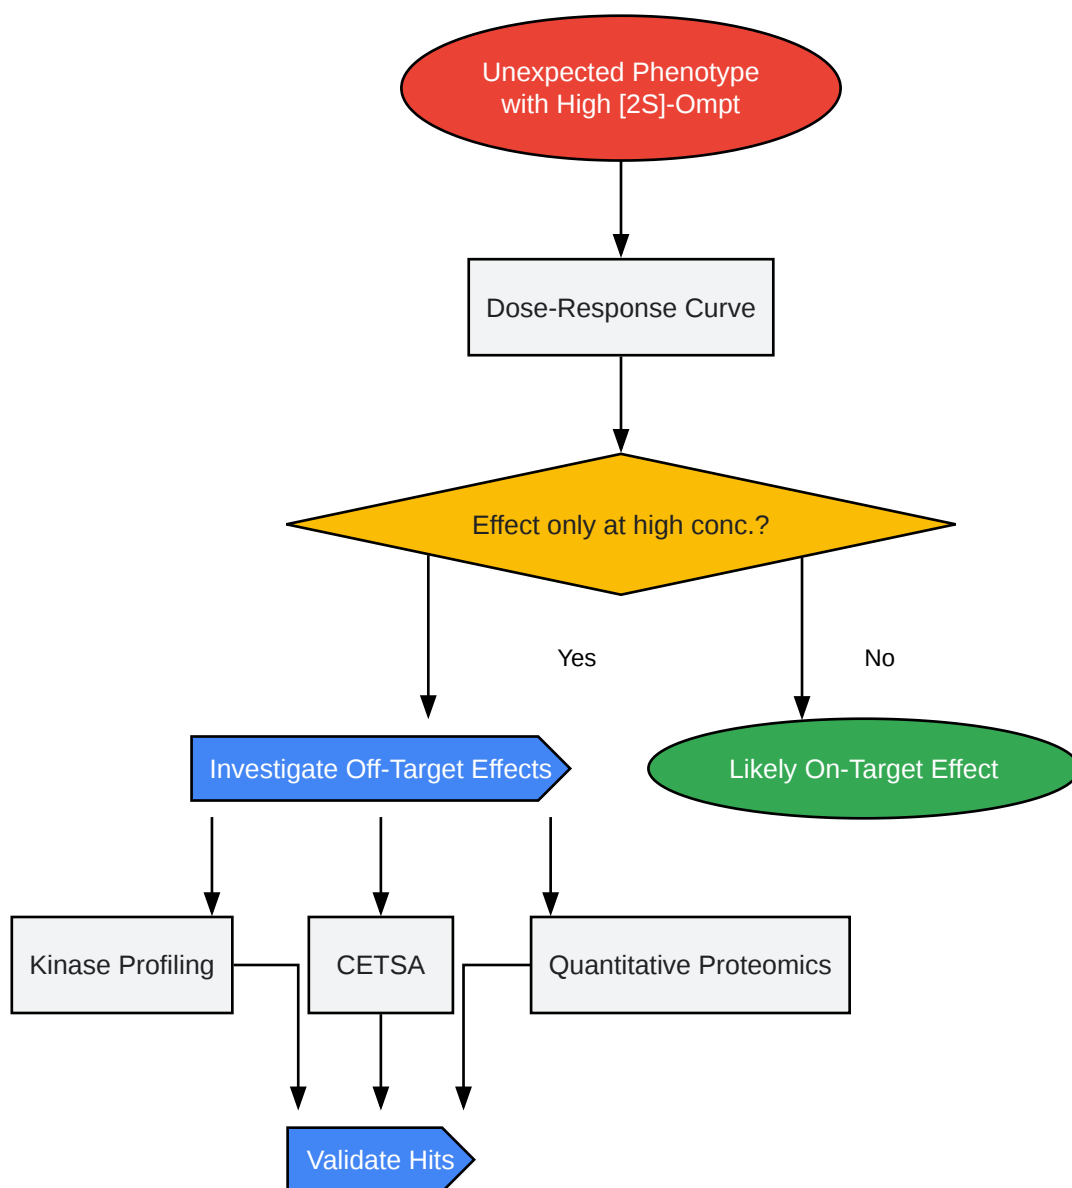 Unexpected Phenotype
with High [2S]-Ompt
Dose-Response Curve
Effect only at high conc.?
Yes
No
Investigate Off-Target Effects
Likely On-Target Effect
Kinase Profiling
CETSA
Quantitative Proteomics
Validate Hits